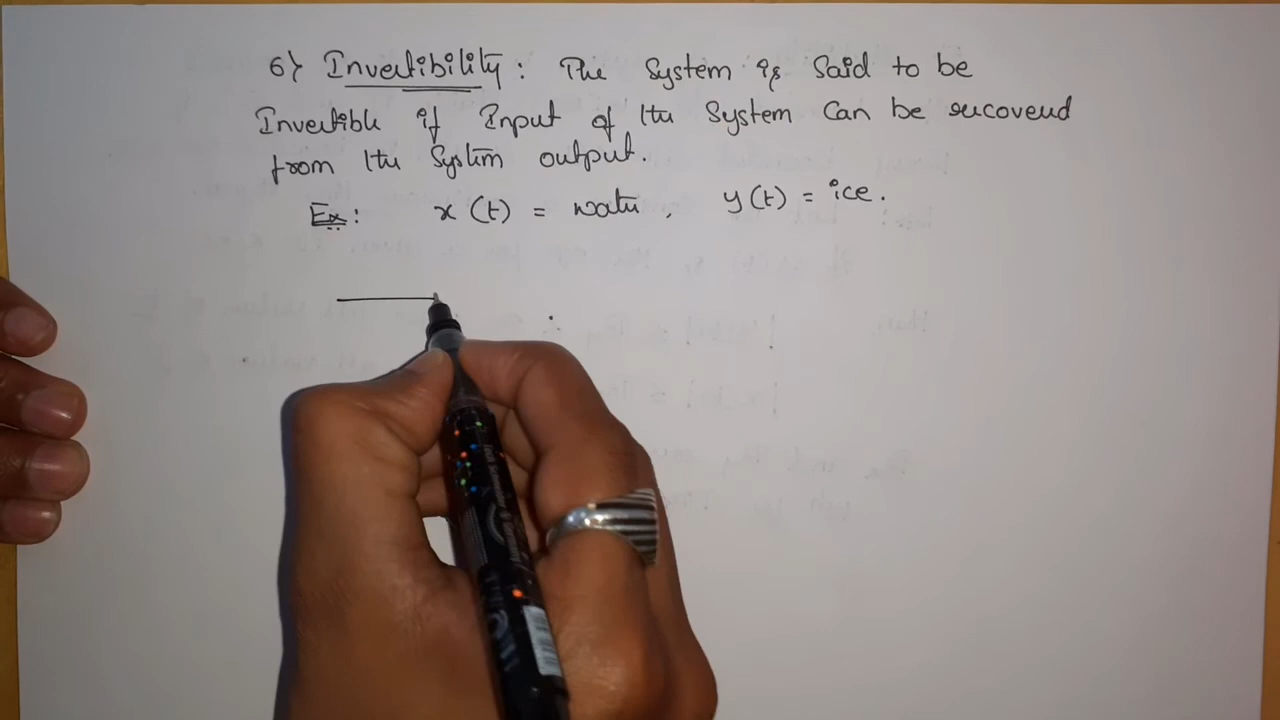 6) Invertibility: The System is Said to be
Invertible if Input of the System Can be recovered
from the System output.
Ex: x(t) = water, y(t) = ice.